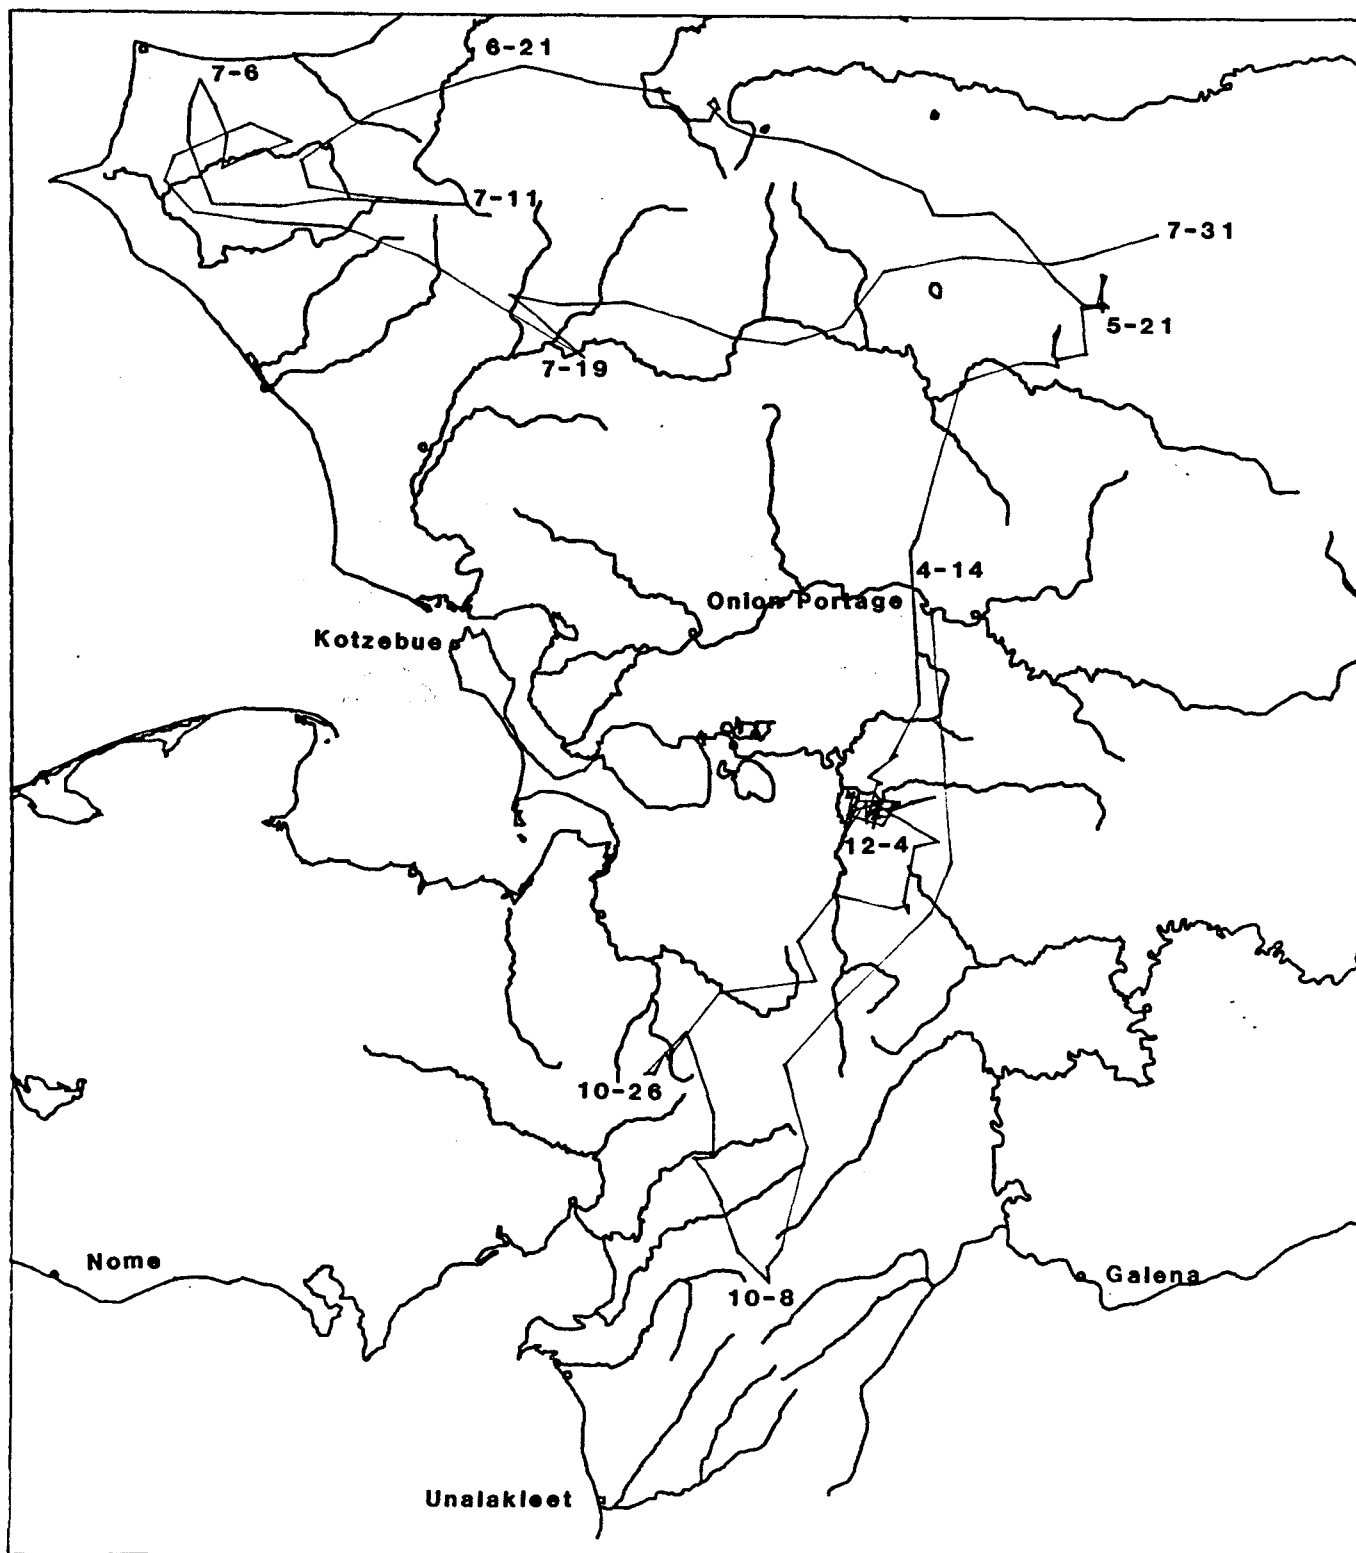 6-21
7-6
7-11
7-31
5-21
7-19
4-14
Onion Portage
Kotzebue
12-4
10-26
Nome
Galena
10-8
Unalakleet